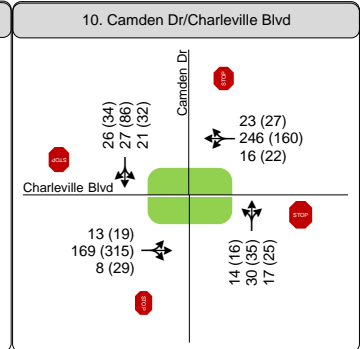 10. Camden Dr/Charleville Blvd
Camden Dr
STOP
26 (34)
27 (86)
21 (32)
23 (27)
246 (160)
16 (22)
STOP
Charleville Blvd
STOP
13 (19)
169 (315)
8 (29)
14 (16)
30 (35)
17 (25)
STOP